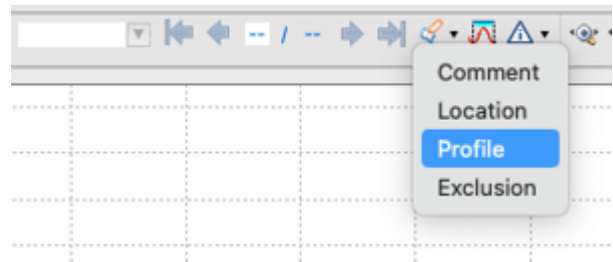 -- / --
Comment
Location
Profile
Exclusion